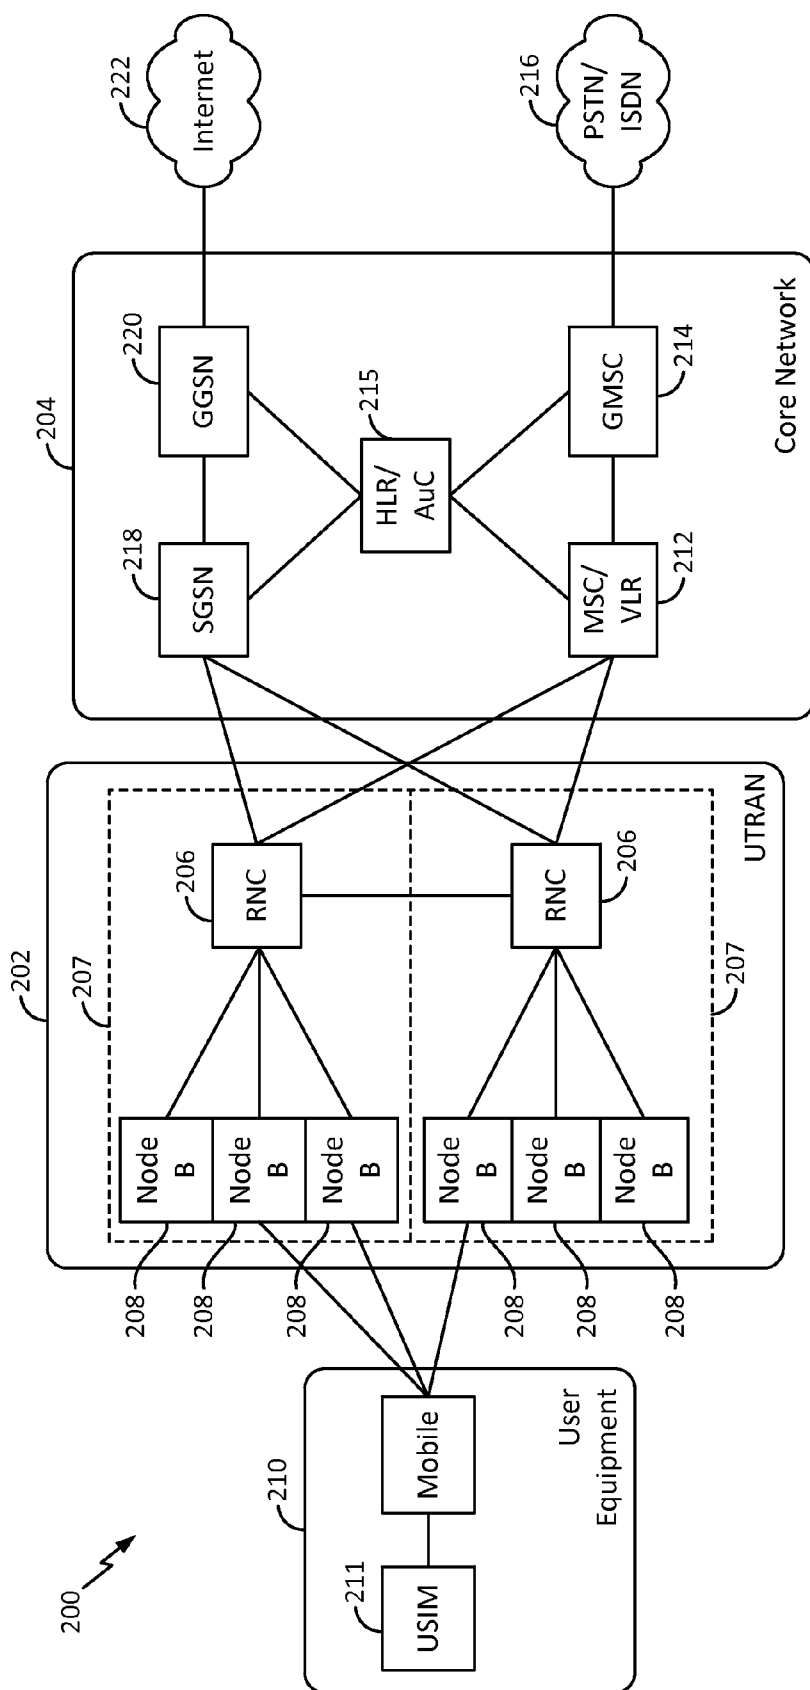 200
210
211
USIM
Mobile
User
Equipment
202
207
208
Node
B
208
Node
B
208
Node
B
206
RNC
208
Node
B
208
Node
B
208
Node
B
RNC
206
207
UTRAN
204
218
SGSN
220
GGSN
215
HLR/
AuC
MSC/
VLR
212
GMSC
214
Core Network
222
Internet
216
PSTN/
ISDN